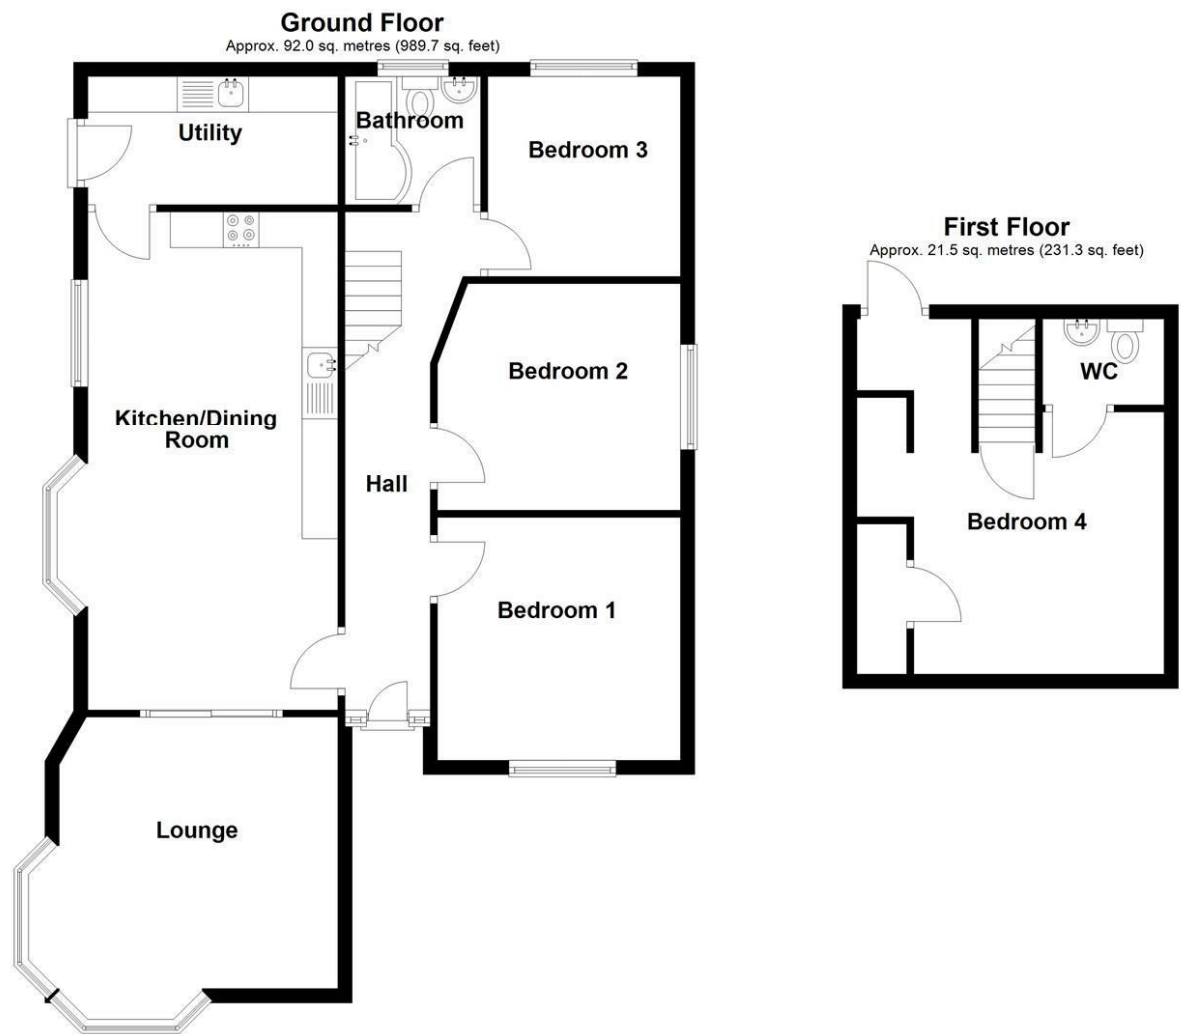 Ground Floor
Approx. 92.0 sq. metres (989.7 sq. feet)
Utility
Bathroom
Bedroom 3
First Floor
Approx. 21.5 sq. metres (231.3 sq. feet)
Bedroom 2
WC
Kitchen/Dining
Room
Hall
Bedroom 4
Bedroom 1
Lounge